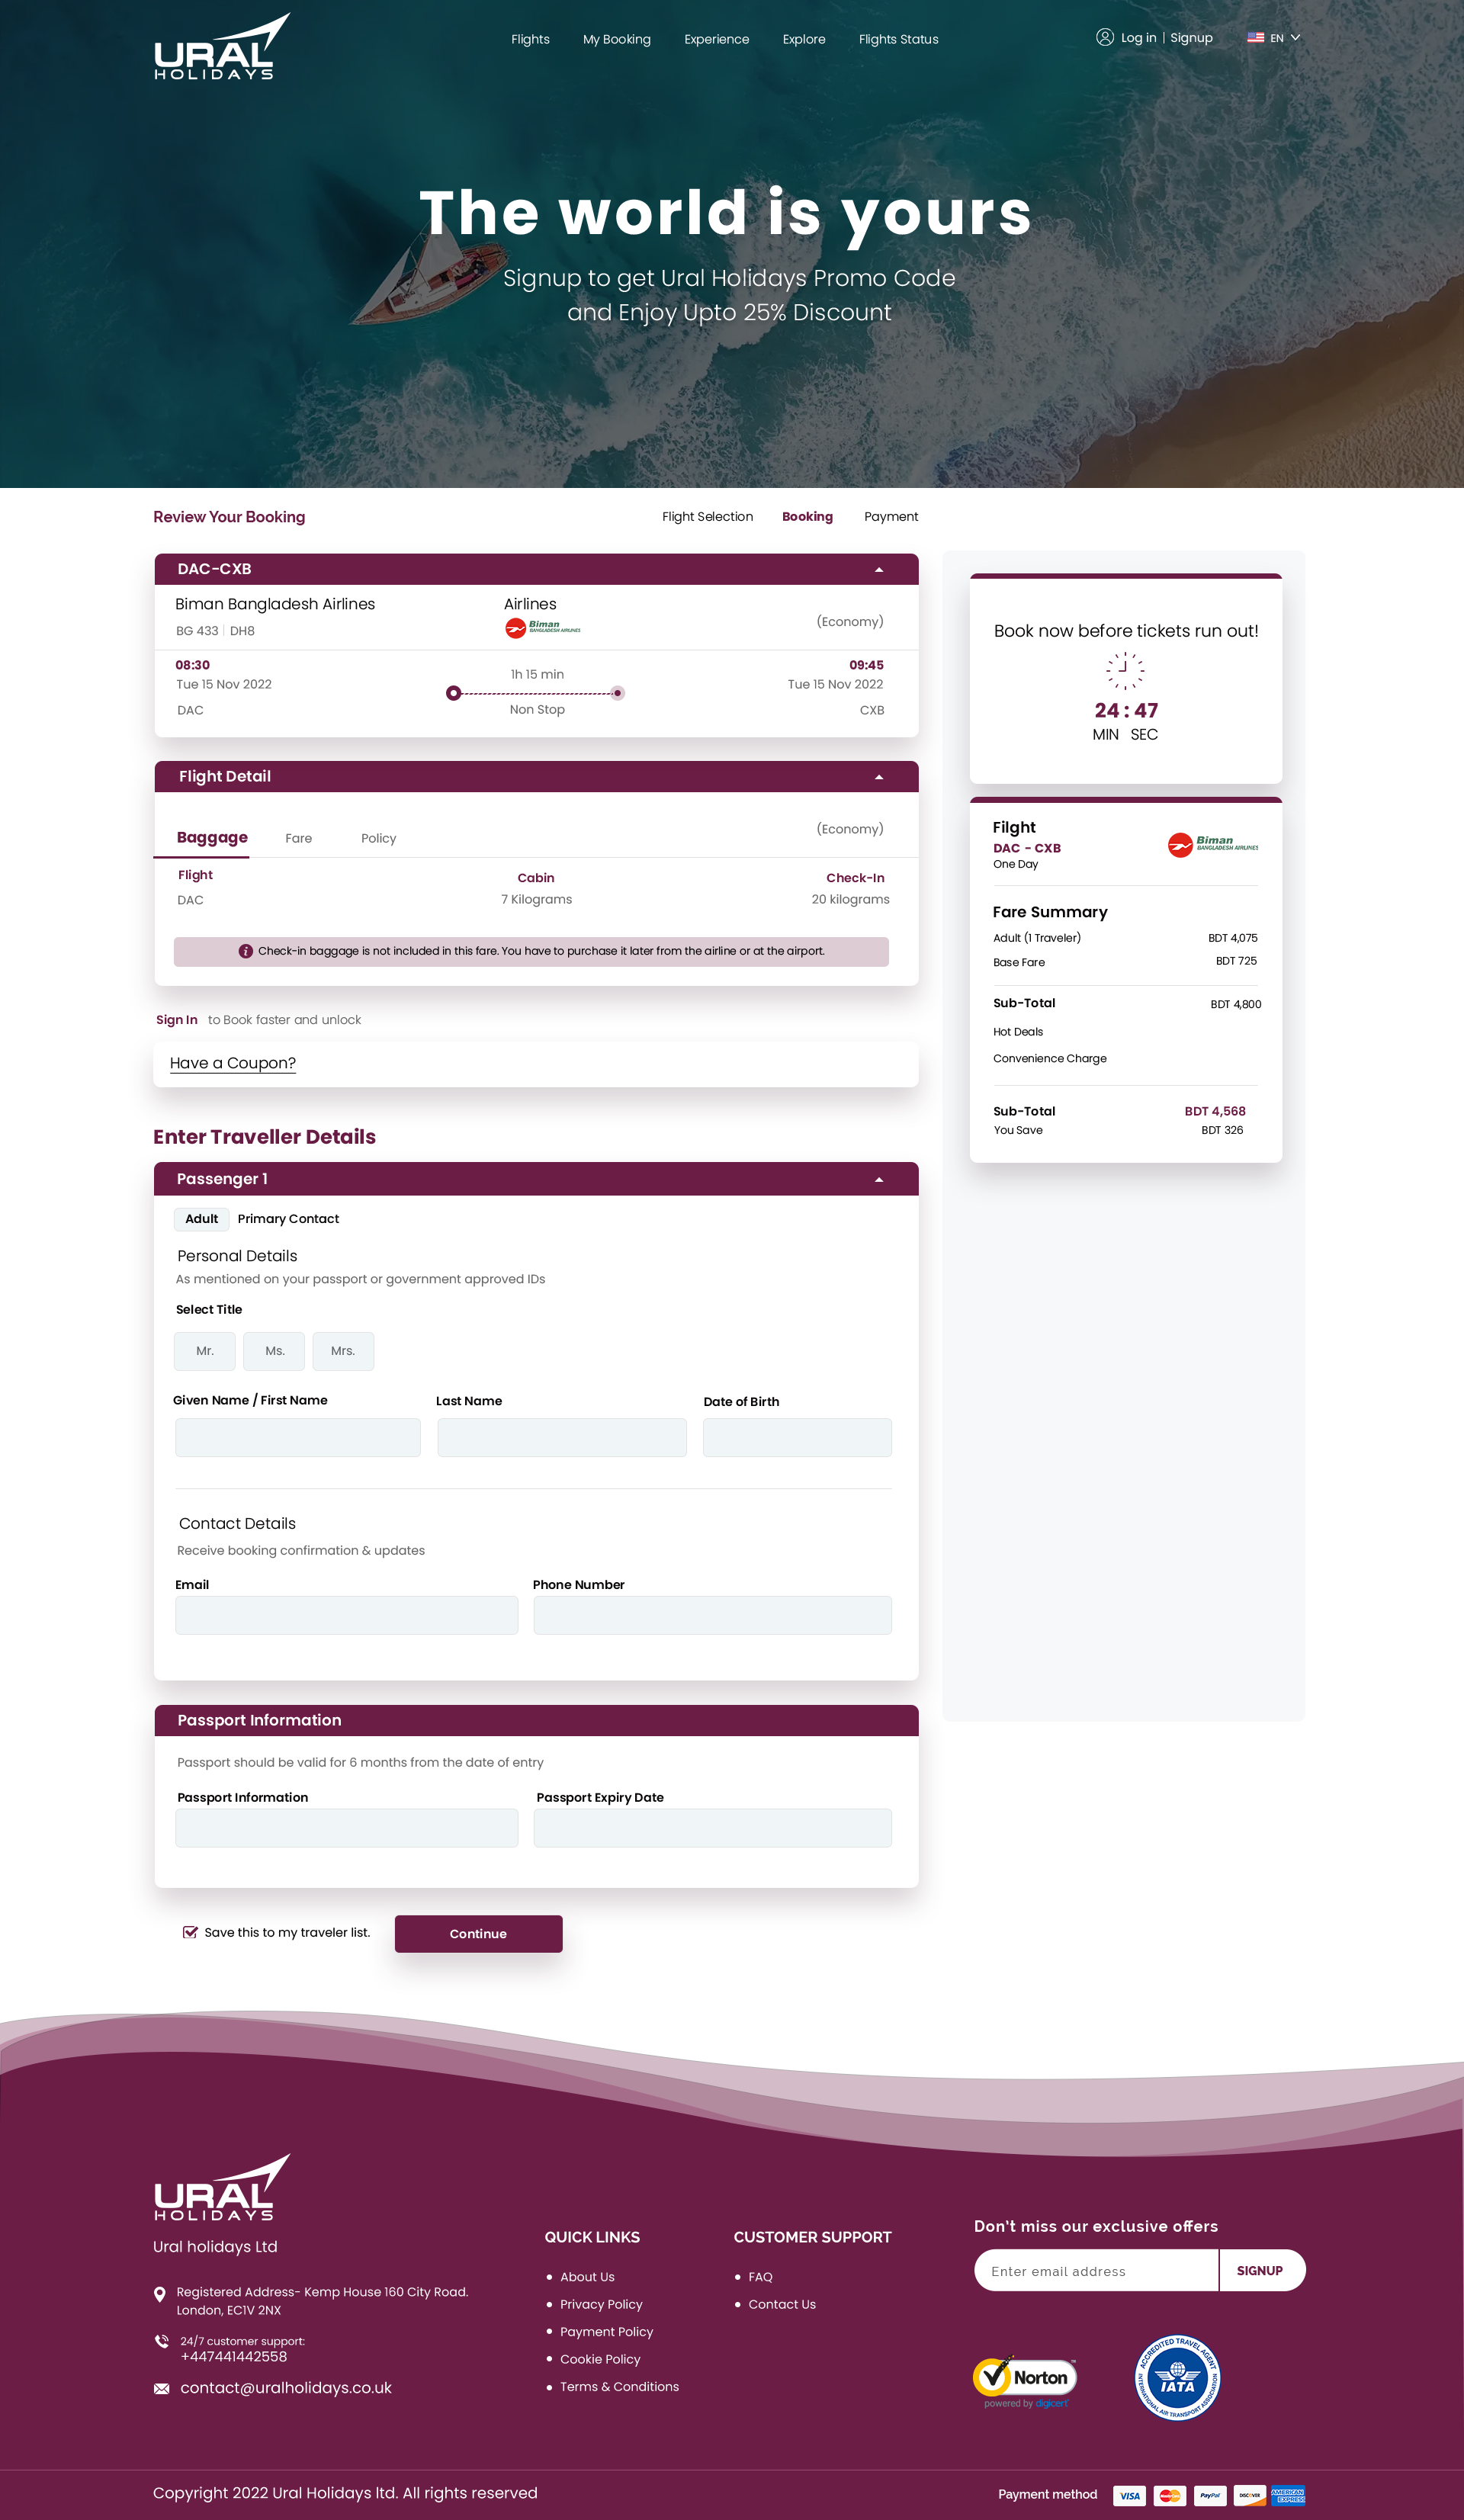 URAL
HOLIDAYS
Flights
My Booking
Experience
Explore
Flights Status
Log in | Signup
EN
The world is yours
Signup to get Ural Holidays Promo Code
and Enjoy Upto 25% Discount
Review Your Booking
Flight Selection
Booking
Payment
DAC-CXB
Biman Bangladesh Airlines
Airlines
BG 433 | DH8
Biman
BANGLADESH AIRLINES
(Economy)
08:30
1h 15 min
09:45
Tue 15 Nov 2022
Tue 15 Nov 2022
DAC
Non Stop
CXB
Flight Detail
Baggage
Fare
Policy
(Economy)
Flight
Cabin
Check-In
DAC
7 Kilograms
20 kilograms
Check-in baggage is not included in this fare. You have to purchase it later from the airline or at the airport.
Sign In to Book faster and unlock
Have a Coupon?
Book now before tickets run out!
24 : 47
MIN SEC
Filght
DAC - CXB
One Day
Biman
BANGLADESH AIRLINES
Fare Summary
Adult (1 Traveler)
BDT 4,075
Base Fare
BDT 725
Sub-Total
BDT 4,800
Hot Deals
Convenience Charge
Sub-Total
BDT 4,568
You Save
BDT 326
Enter Traveller Details
Passenger 1
Adult
Primary Contact
Personal Details
As mentioned on your passport or government approved IDs
Select Title
Mr.
Ms.
Mrs.
Given Name / First Name
Last Name
Date of Birth
Contact Details
Receive booking confirmation & updates
Email
Phone Number
Passport Information
Passport should be valid for 6 months from the date of entry
Passport Information
Passport Expiry Date
Save this to my traveler list.
Continue
URAL
HOLIDAYS
Ural holidays Ltd
Registered Address- Kemp House 160 City Road.
London, EC1V 2NX
24/7 customer support:
+447441442558
contact@uralholidays.co.uk
QUICK LINKS
About Us
Privacy Policy
Payment Policy
Cookie Policy
Terms & Conditions
CUSTOMER SUPPORT
FAQ
Contact Us
Don't miss our exclusive offers
Enter email address
SIGNUP
Norton
powered by digicert
ACCREDITED TRAVEL AGENT
IATA
INTERNATIONAL AIR TRANSPORT ASSOCIATION
Copyright 2022 Ural Holidays ltd. All rights reserved
Payment method
VISA
MasterCard
PayPal
DISCOVER
AMERICAN
EXPRESS